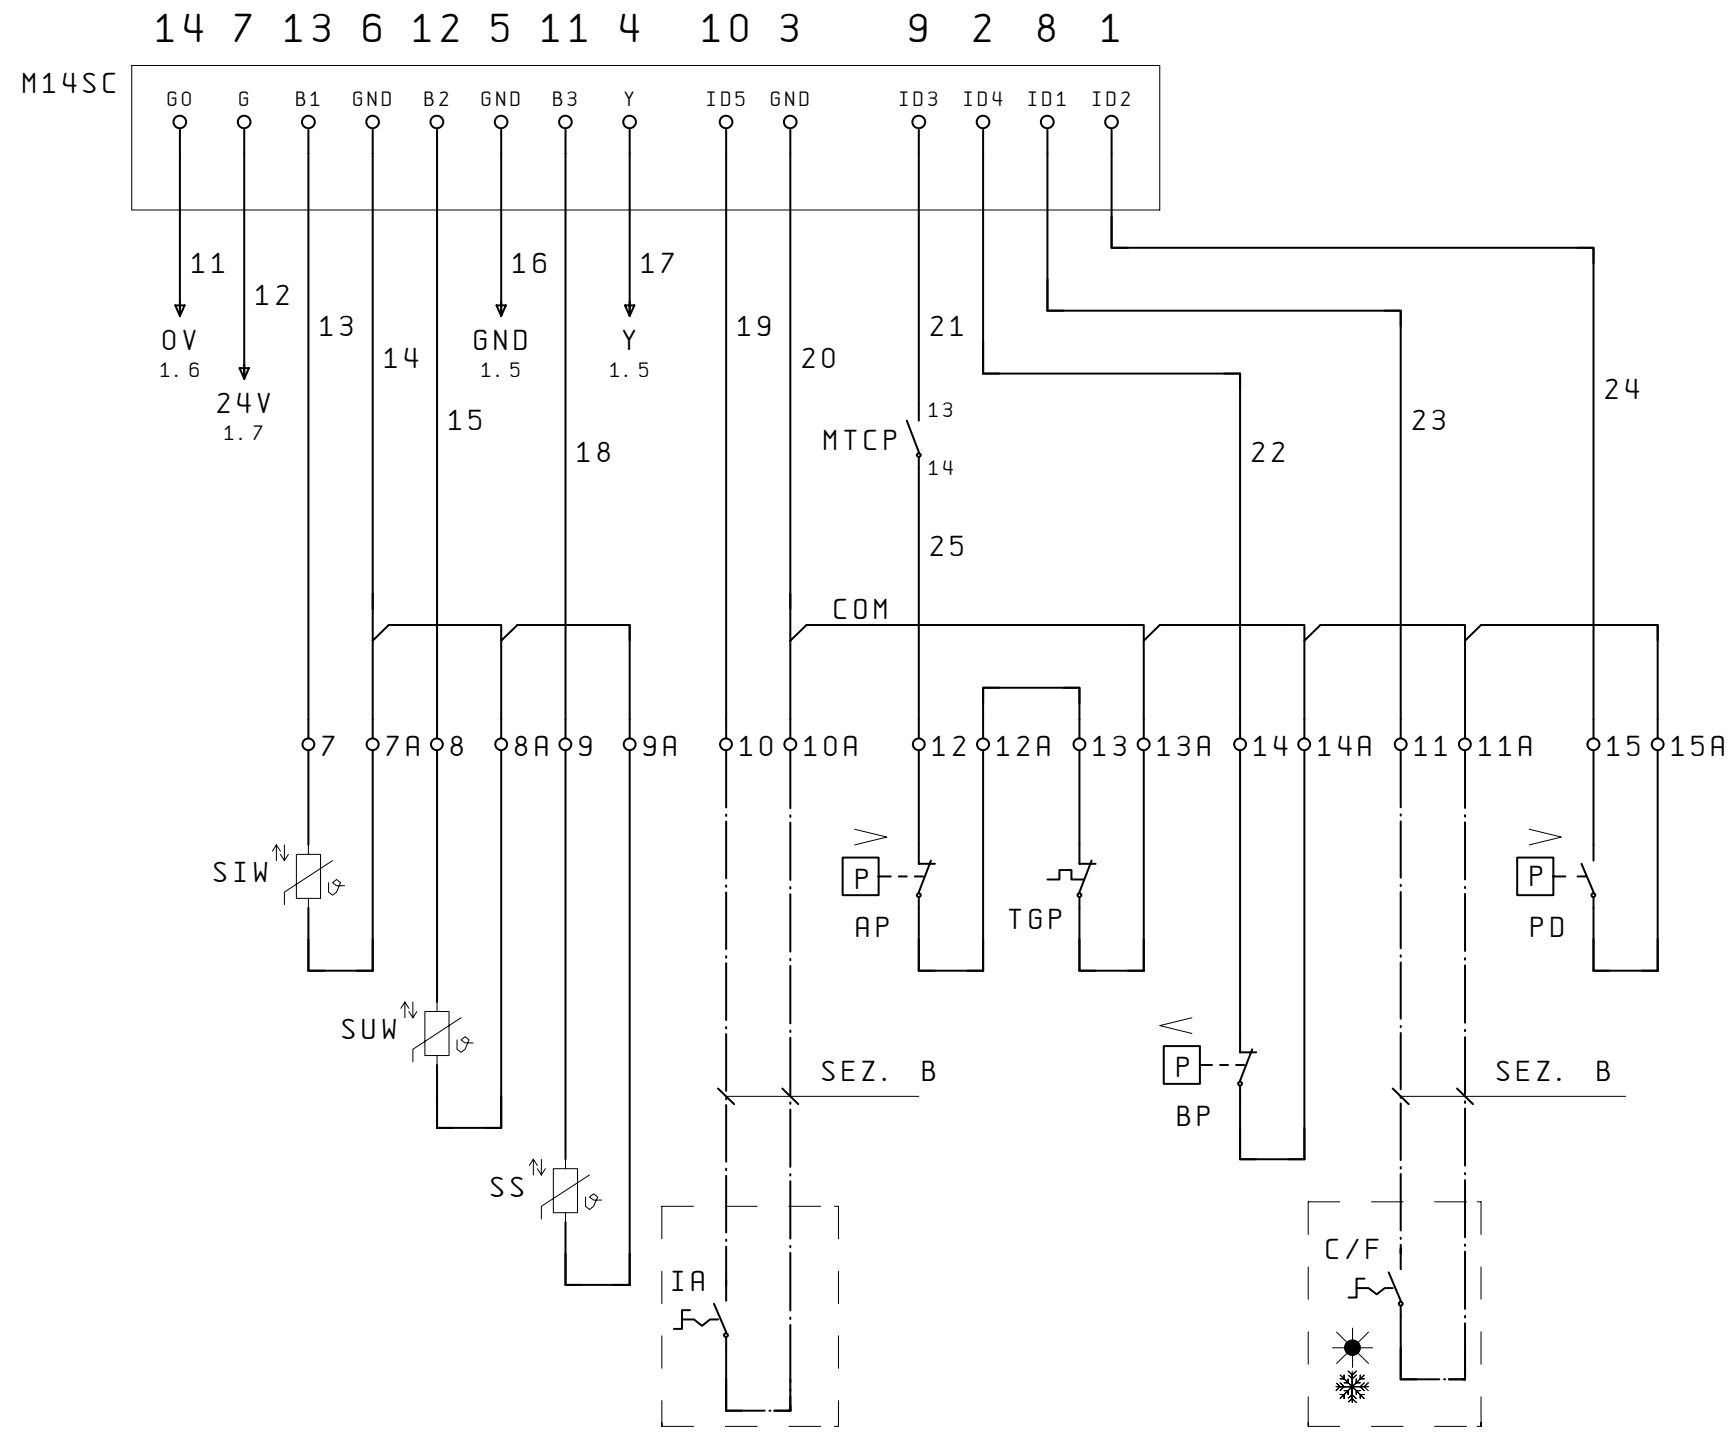 14 7 13 6 12 5 11 4 10 3 9 2 8 1
M14SC
G0 G B1 GND B2 GND B3 Y ID5 GND ID3 ID4 ID1 ID2
11 16 17
12
13 19 21
0V GND Y
14 20
1.6 1.5 1.5
24V 24
1.7
15 23
13
MTCP
18 22
14
25
COM
7 7A 8 8A 9 9A 10 10A 12 12A 13 13A 14 14A 11 11A 15 15A
> >
SIW ϑ P P
AP TGP PD
SUW ϑ <
P
SEZ. B SEZ. B
BP
SS ϑ
C/F
IA